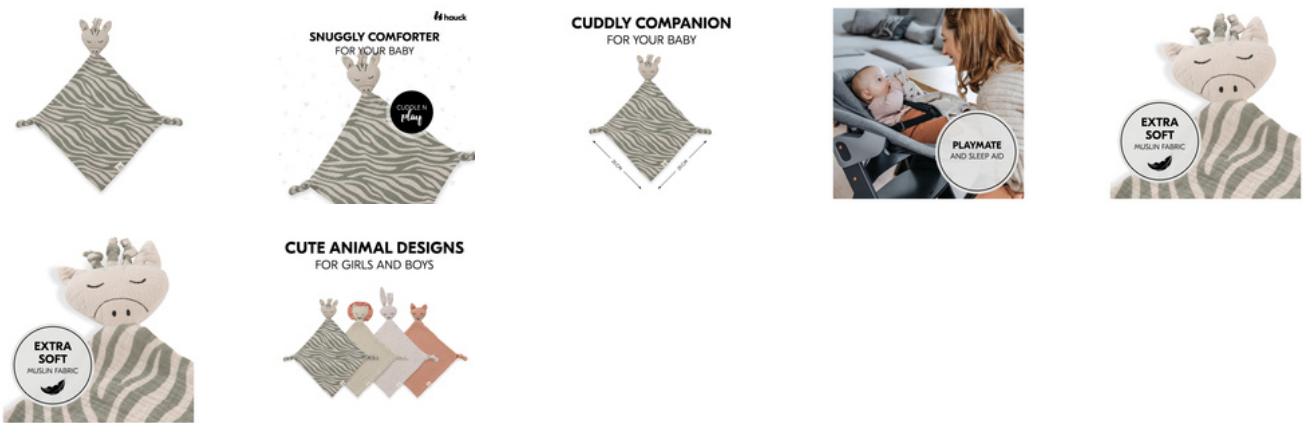 hauck
SNUGGLY COMFORTER
FOR YOUR BABY
CUDDLE N
play
CUDDLY COMPANION
FOR YOUR BABY
PLAYMATE
AND SLEEP AID
EXTRA
SOFT
MUSLIN FABRIC
EXTRA
SOFT
MUSLIN FABRIC
CUTE ANIMAL DESIGNS
FOR GIRLS AND BOYS